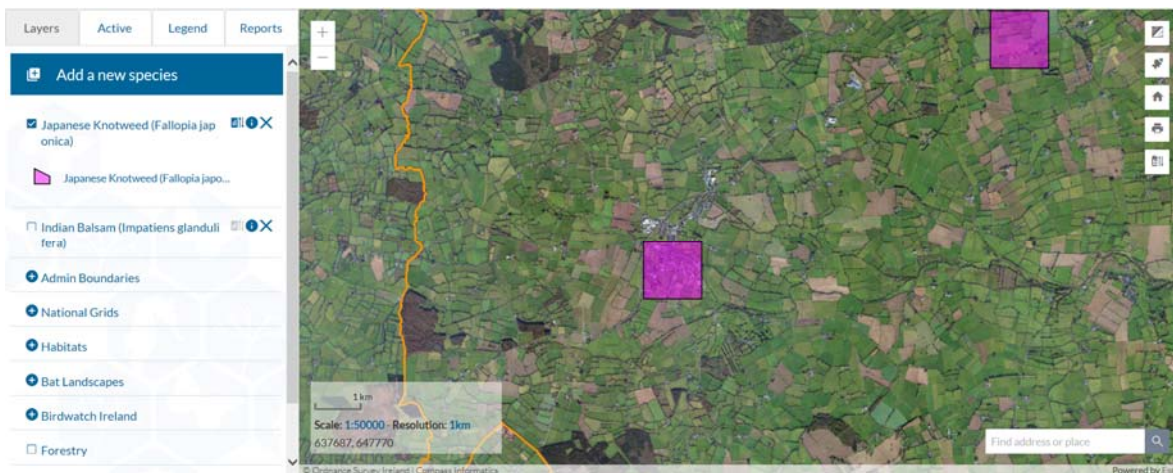 Layers Active Legend Reports
Add a new species
Japanese Knotweed (Fallopia jap
onica)
Japanese Knotweed (Fallopia japo...
Indian Balsam (Impatiens glanduli
fera)
Admin Boundaries
National Grids
Habitats
Bat Landscapes
Birdwatch Ireland
Forestry
1 km
Scale: 1:50000 - Resolution: 1km
637687, 647770
Find address or place
© Ordnance Survey Ireland | Compass Informatics
Powered by